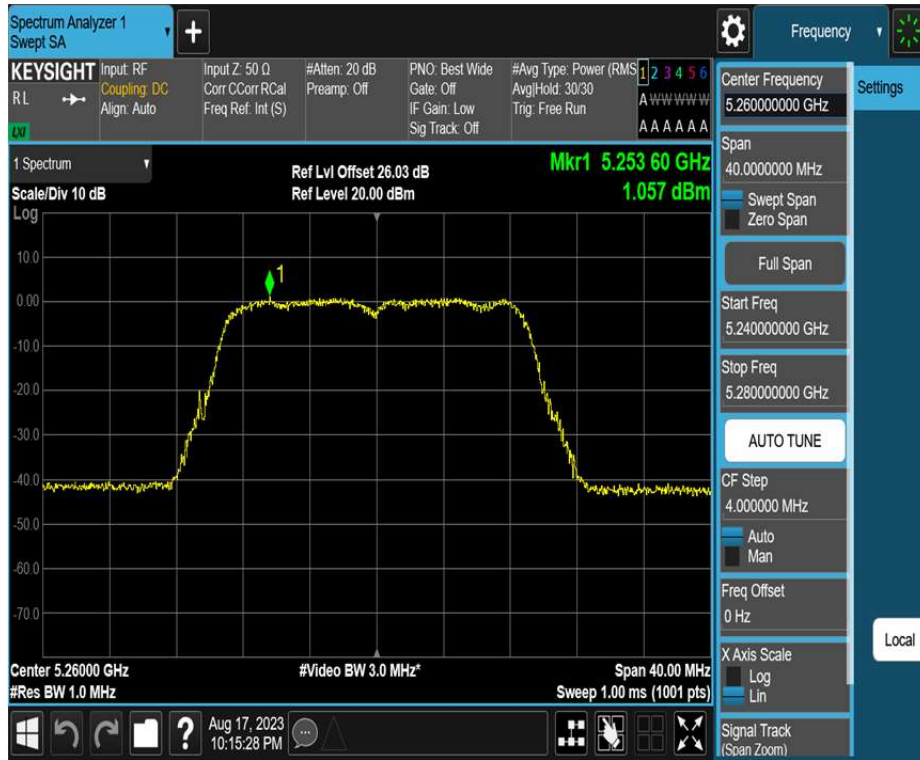 Spectrum Analyzer 1
Swept SA
+
Frequency
KEYSIGHT
RL
LXI
Input: RF
Coupling: DC
Align: Auto
Input Z: 50 Ω
Corr CCorr RCal
Freq Ref: Int (S)
#Atten: 20 dB
Preamp: Off
PNO: Best Wide
Gate: Off
IF Gain: Low
Sig Track: Off
#Avg Type: Power (RMS
Avg|Hold: 30/30
Trig: Free Run
1 2 3 4 5 6
A W W W W W
A A A A A A
1 Spectrum
Scale/Div 10 dB
Log
Ref Lvl Offset 26.03 dB
Ref Level 20.00 dBm
Mkr1 5.253 60 GHz
1.057 dBm
1
10.0
0.00
-10.0
-20.0
-30.0
-40.0
-50.0
-60.0
-70.0
Center 5.26000 GHz
#Res BW 1.0 MHz
#Video BW 3.0 MHz*
Span 40.00 MHz
Sweep 1.00 ms (1001 pts)
?
Aug 17, 2023
10:15:28 PM
Center Frequency
5.260000000 GHz
Span
40.0000000 MHz
Swept Span
Zero Span
Full Span
Start Freq
5.240000000 GHz
Stop Freq
5.280000000 GHz
AUTO TUNE
CF Step
4.000000 MHz
Auto
Man
Freq Offset
0 Hz
X Axis Scale
Log
Lin
Signal Track
(Span Zoom)
Settings
Local